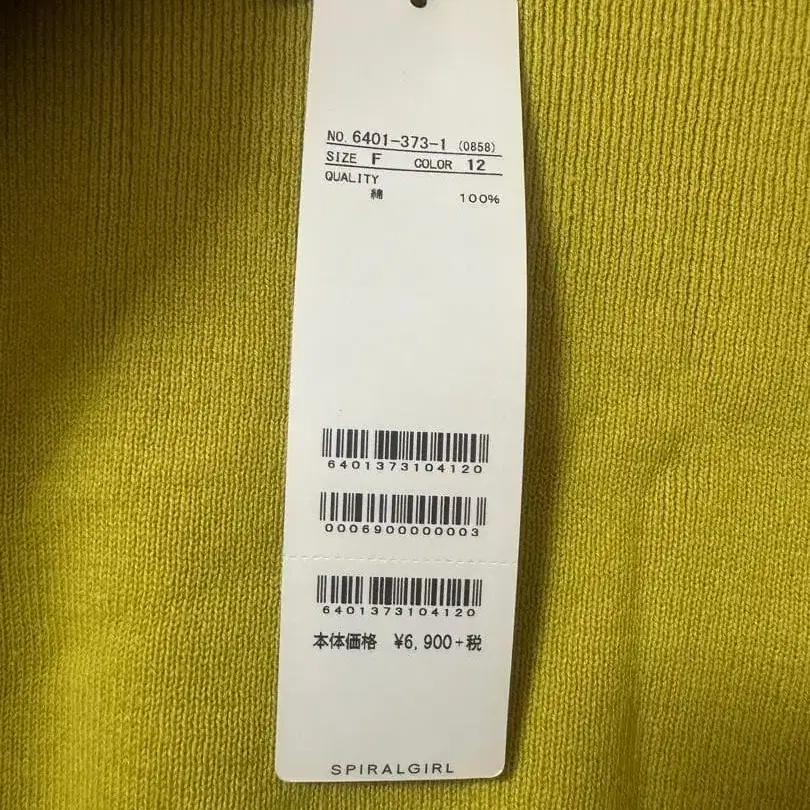 NO. 6401-373-1 (0858)
SIZE F COLOR 12
QUALITY
綿 100%
6401373104120
0006900000003
6401373104120
本体価格 ¥6,900+税
SPIRALGIRL